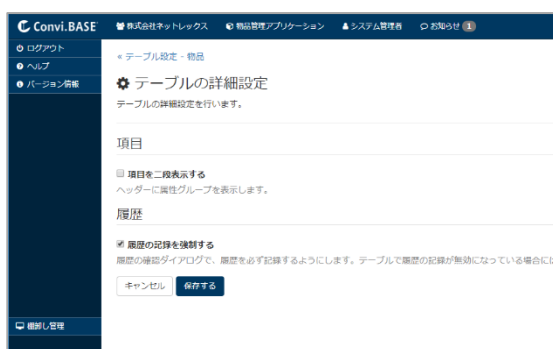 Convi.BASE 株式会社ネットレックス 物品管理アプリケーション システム管理者 お知らせ 1
ログアウト
ヘルプ
バージョン情報
« テーブル設定 - 物品
テーブルの詳細設定
テーブルの詳細設定を行います。
項目
項目を二段表示する
ヘッダーに属性グループを表示します。
履歴
履歴の記録を強制する
履歴の確認ダイアログで、履歴を必ず記録するようにします。テーブルで履歴の記録が無効になっている場合には
キャンセル 保存する
棚卸し管理